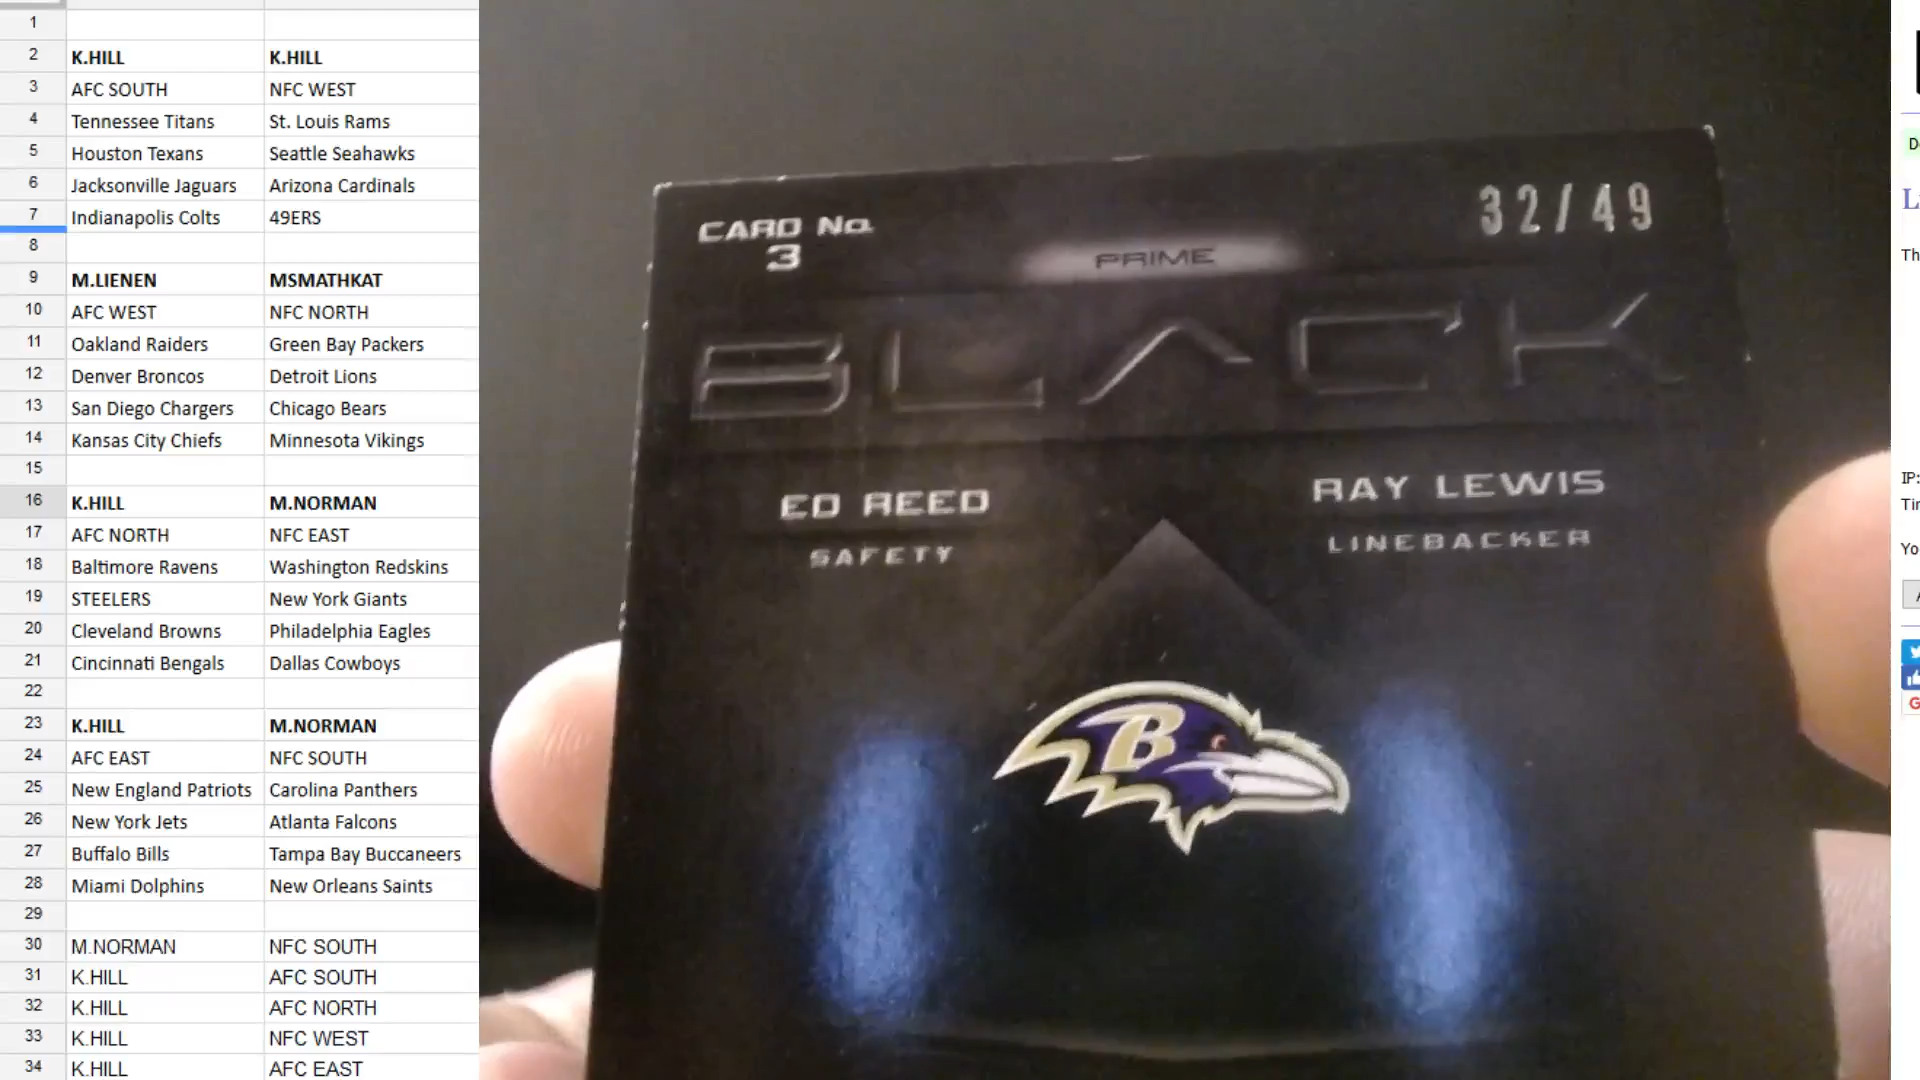 1
2 K.HILL K.HILL
3 AFC SOUTH NFC WEST
4 Tennessee Titans St. Louis Rams
5 Houston Texans Seattle Seahawks
6 Jacksonville Jaguars Arizona Cardinals
7 Indianapolis Colts 49ERS
8
9 M.LIENEN MSMATHKAT
10 AFC WEST NFC NORTH
11 Oakland Raiders Green Bay Packers
12 Denver Broncos Detroit Lions
13 San Diego Chargers Chicago Bears
14 Kansas City Chiefs Minnesota Vikings
15
16 K.HILL M.NORMAN
17 AFC NORTH NFC EAST
18 Baltimore Ravens Washington Redskins
19 STEELERS New York Giants
20 Cleveland Browns Philadelphia Eagles
21 Cincinnati Bengals Dallas Cowboys
22
23 K.HILL M.NORMAN
24 AFC EAST NFC SOUTH
25 New England Patriots Carolina Panthers
26 New York Jets Atlanta Falcons
27 Buffalo Bills Tampa Bay Buccaneers
28 Miami Dolphins New Orleans Saints
29
30 M.NORMAN NFC SOUTH
31 K.HILL AFC SOUTH
32 K.HILL AFC NORTH
33 K.HILL NFC WEST
34 K.HILL AFC EAST
CARD No.
3
32/49
PRIME
BLACK
ED REED
SAFETY
RAY LEWIS
LINEBACKER
B
IP: